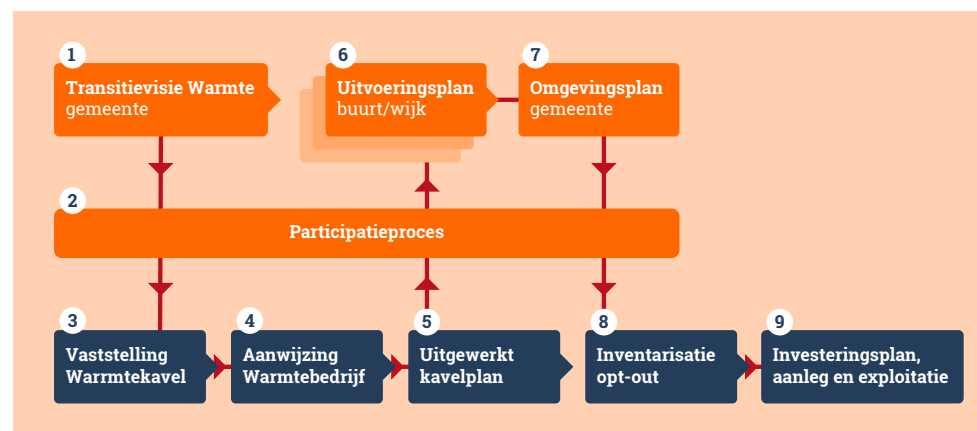 1
Transitievisie Warmte
gemeente
6
Uitvoeringsplan
buurt/wijk
7
Omgevingsplan
gemeente
2
Participatieproces
3
Vaststelling
Warrmtekavel
4
Aanwijzing
Warmtebedrijf
5
Uitgewerkt
kavelplan
8
Inventarisatie
opt-out
9
Investeringsplan,
aanleg en exploitatie